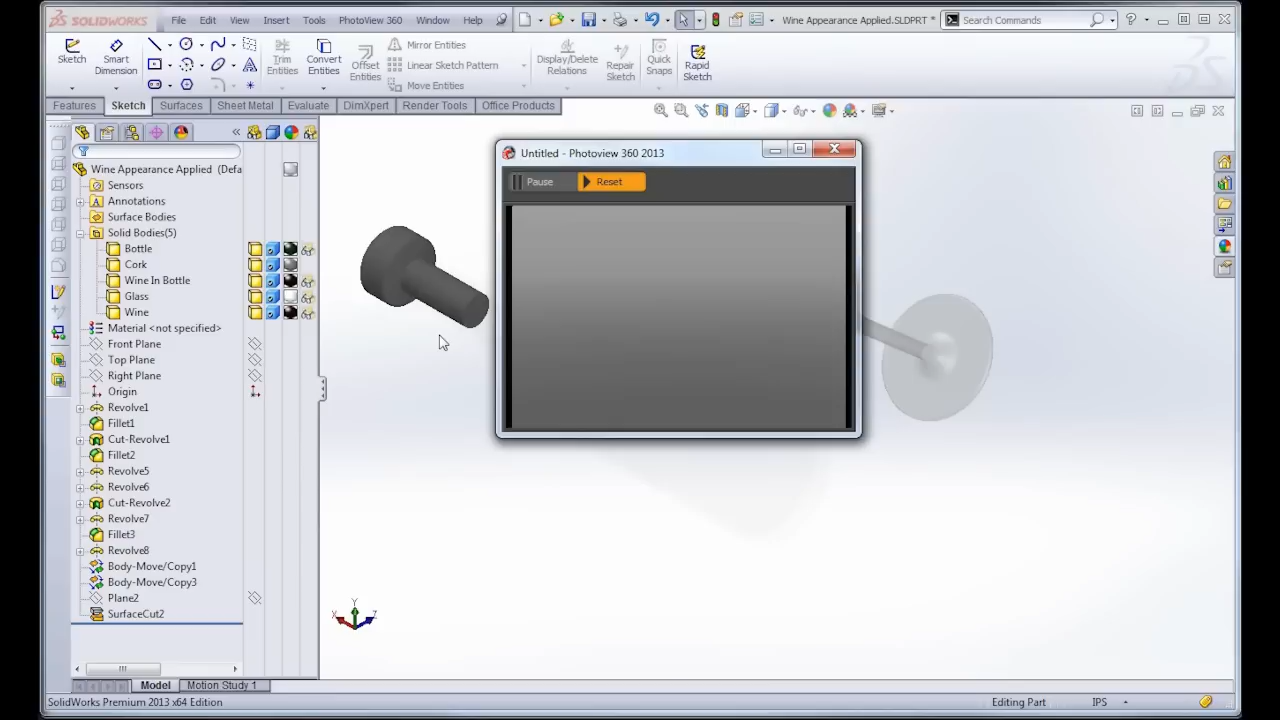 SOLIDWORKS File Edit View Insert Tools PhotoView 360 Window Help Wine Appearance Applied.SLDPRT * Search Commands
Sketch Smart Dimension Trim Entities Convert Entities Offset Entities Mirror Entities Linear Sketch Pattern Move Entities Display/Delete Relations Repair Sketch Quick Snaps Rapid Sketch
Features Sketch Surfaces Sheet Metal Evaluate DimXpert Render Tools Office Products
Untitled - Photoview 360 2013
Pause Reset
Wine Appearance Applied (Defa
Sensors
Annotations
Surface Bodies
Solid Bodies(5)
Bottle
Cork
Wine In Bottle
Glass
Wine
Material <not specified>
Front Plane
Top Plane
Right Plane
Origin
Revolve1
Fillet1
Cut-Revolve1
Fillet2
Revolve5
Revolve6
Cut-Revolve2
Revolve7
Fillet3
Revolve8
Body-Move/Copy1
Body-Move/Copy3
Plane2
SurfaceCut2
Y
X Z
Model Motion Study 1
SolidWorks Premium 2013 x64 Edition Editing Part IPS